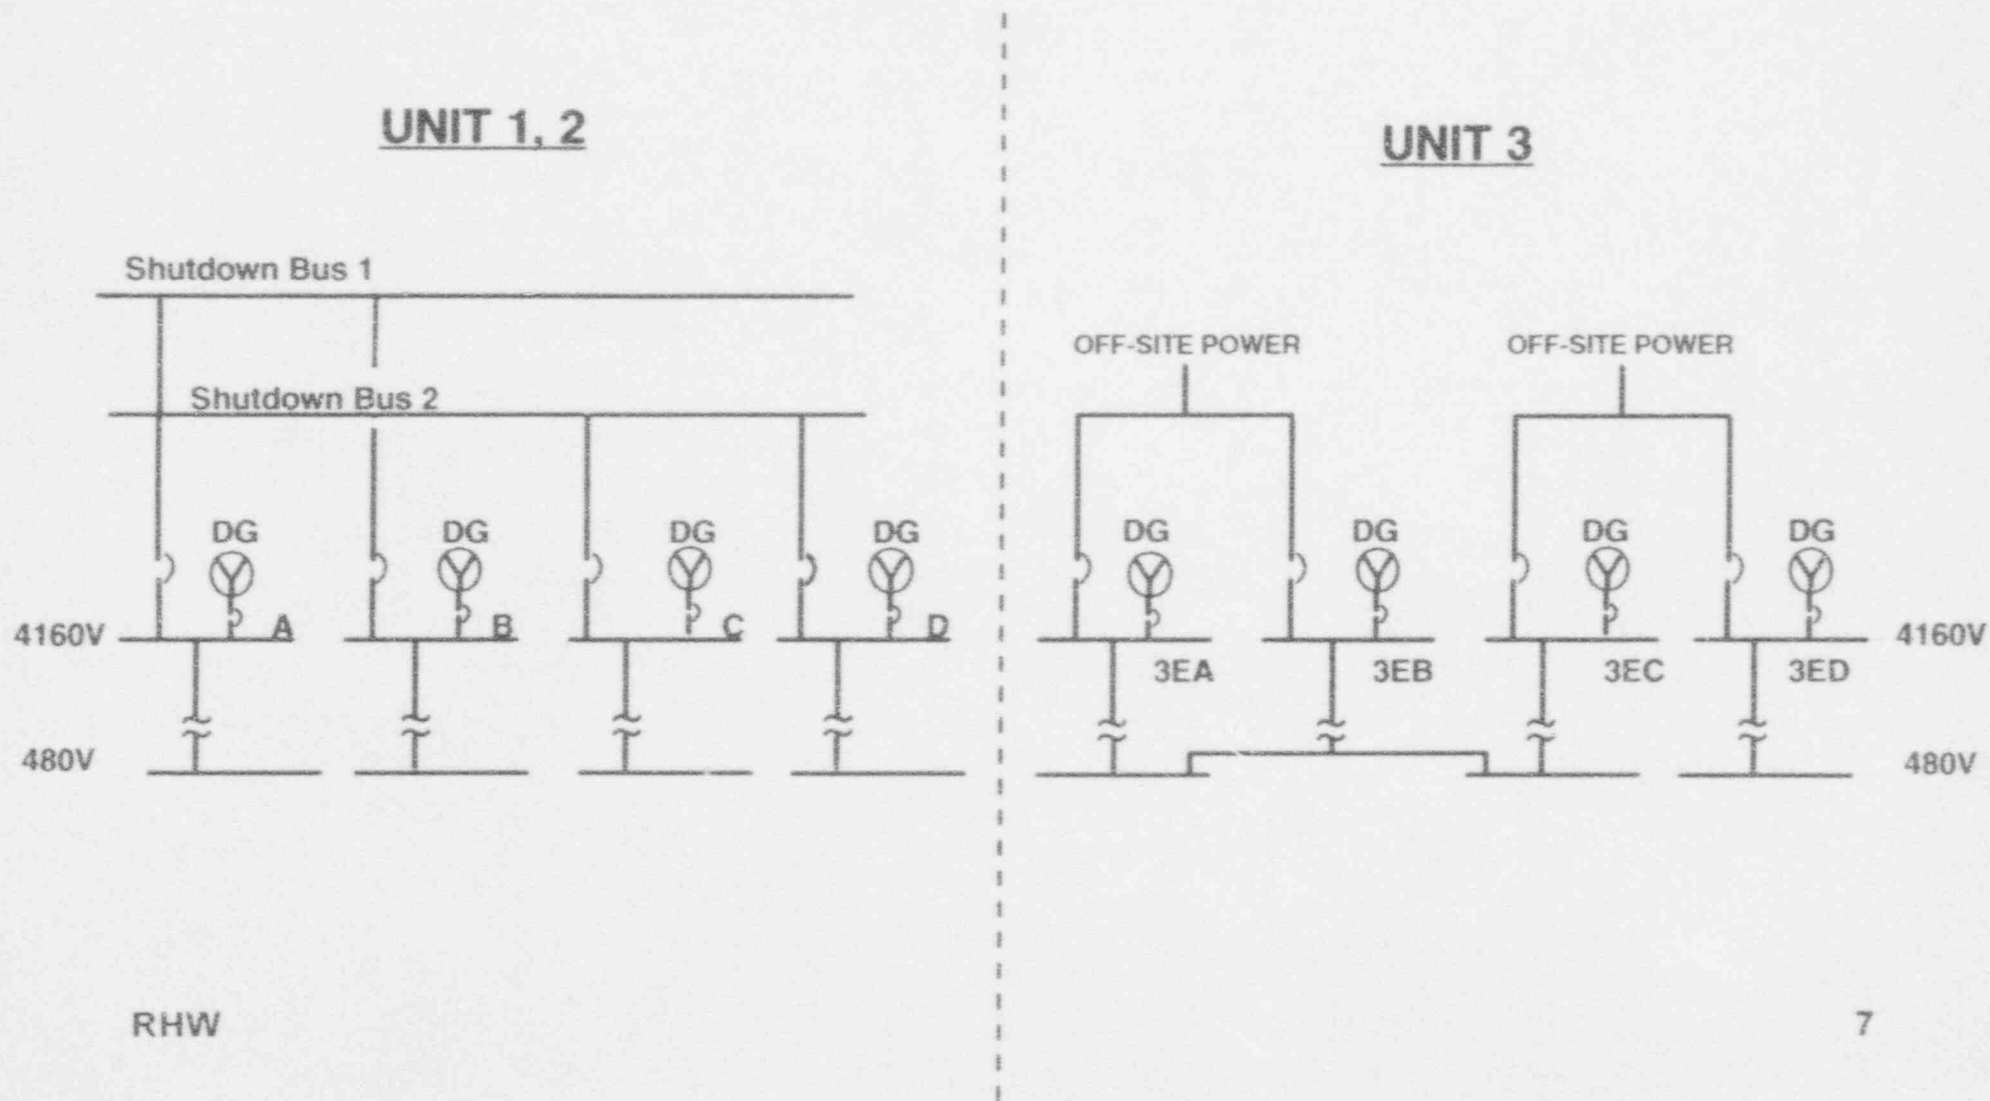 UNIT 1, 2
UNIT 3
Shutdown Bus 1
OFF-SITE POWER
OFF-SITE POWER
Shutdown Bus 2
DG
DG
DG
DG
DG
DG
DG
DG
4160V
A
B
C
D
4160V
3EA
3EB
3EC
3ED
480V
480V
RHW
7